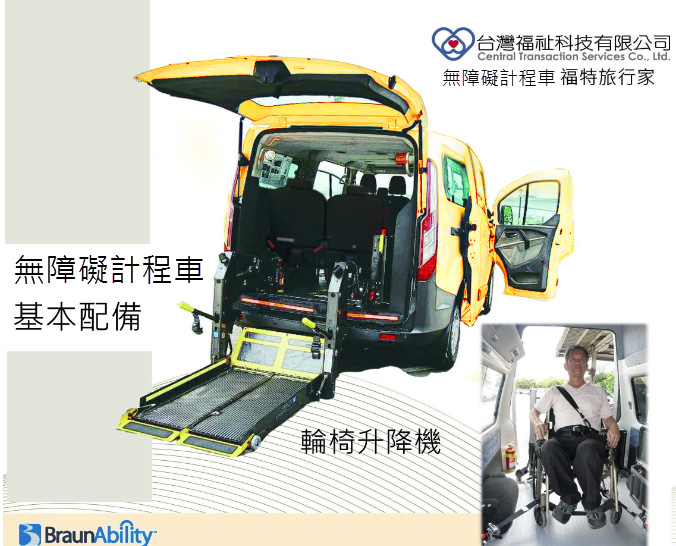 台灣福祉科技有限公司
Central Transaction Services Co., Ltd.
無障礙計程車 福特旅行家
無障礙計程車
基本配備
輪椅升降機
BraunAbility